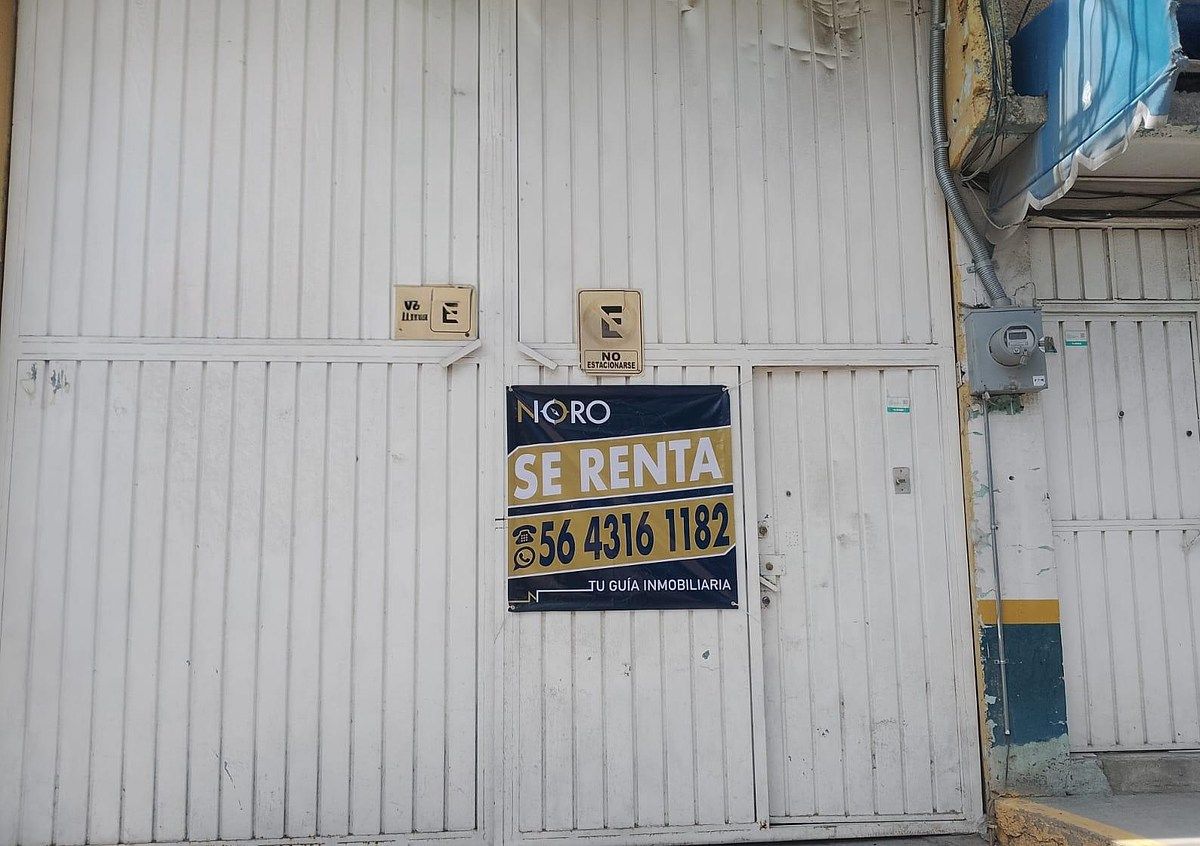 E
E
NO
ESTACIONARSE
NORO
SE RENTA
56 4316 1182
TU GUÍA INMOBILIARIA
N